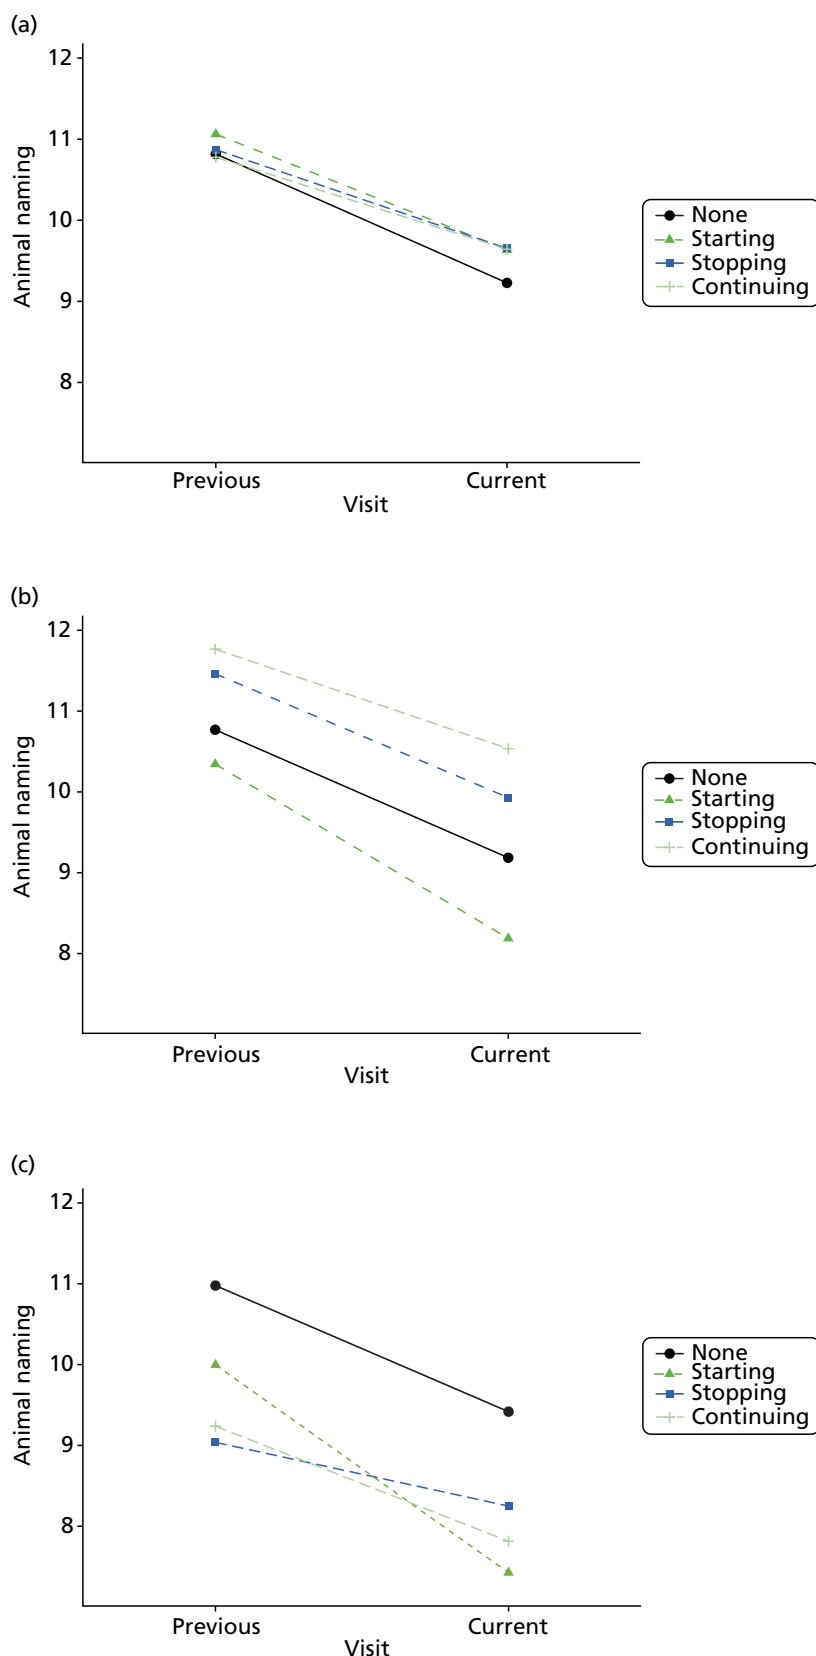 (a)
12
11
10
9
8
Animal naming
Previous
Current
Visit
None
Starting
Stopping
Continuing
(b)
12
11
10
9
8
Animal naming
Previous
Current
Visit
None
Starting
Stopping
Continuing
(c)
12
11
10
9
8
Animal naming
Previous
Current
Visit
None
Starting
Stopping
Continuing